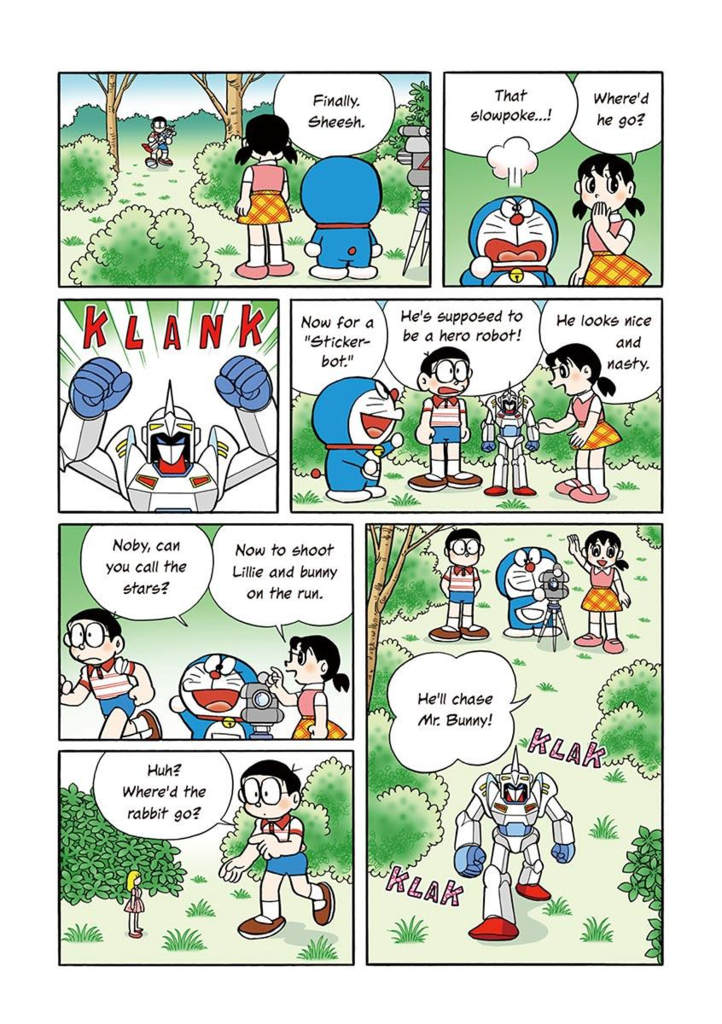 Where'd
he go?
That
slowpoke...!
Finally.
Sheesh.
He looks nice
and
nasty.
He's supposed to
be a hero robot!
Now for a
"Sticker-
bot."
KLANK
He'll chase
Mr. Bunny!
KLAK
KLAK
Now to shoot
Lillie and bunny
on the run.
Noby, can
you call the
stars?
Huh?
Where'd the
rabbit go?